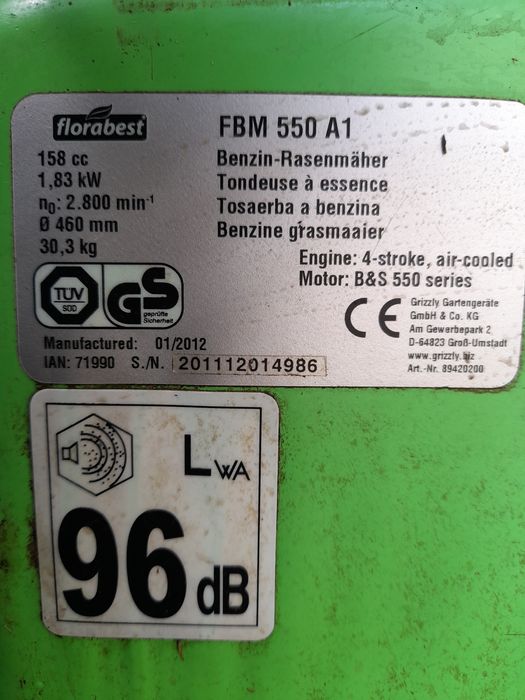 florabest
FBM 550 A1
158 cc
1,83 kW
n0: 2.800 min-1
Ø 460 mm
30,3 kg
Benzin-Rasenmäher
Tondeuse à essence
Tosaerba a benzina
Benzine grasmaaier
Engine: 4-stroke, air-cooled
Motor: B&S 550 series
TÜV
SÜD
GS
geprüfte
Sicherheit
CE
Grizzly Gartengeräte
GmbH & Co. KG
Am Gewerbepark 2
D-64823 Groß-Umstadt
www.grizzly.biz
Art.-Nr. 89420200
Manufactured: 01/2012
IAN: 71990 S./N. 201112014986
LWA
96 dB